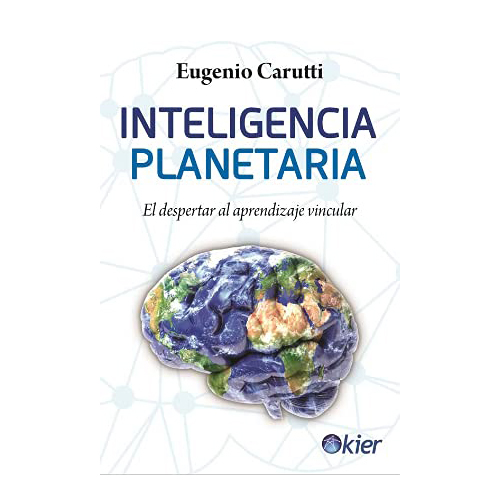 Eugenio Carutti
INTELIGENCIA
PLANETARIA
El despertar al aprendizaje vincular
kier